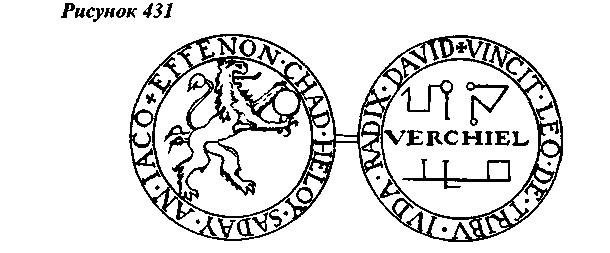 Рисунок 431
+ EFFENON · CHAD · HELOY · SADAY · AN · IACO
+ VINCIT · LEO · DE · TRIBV · IVDA · RADIX · DAVID
VERCHIEL